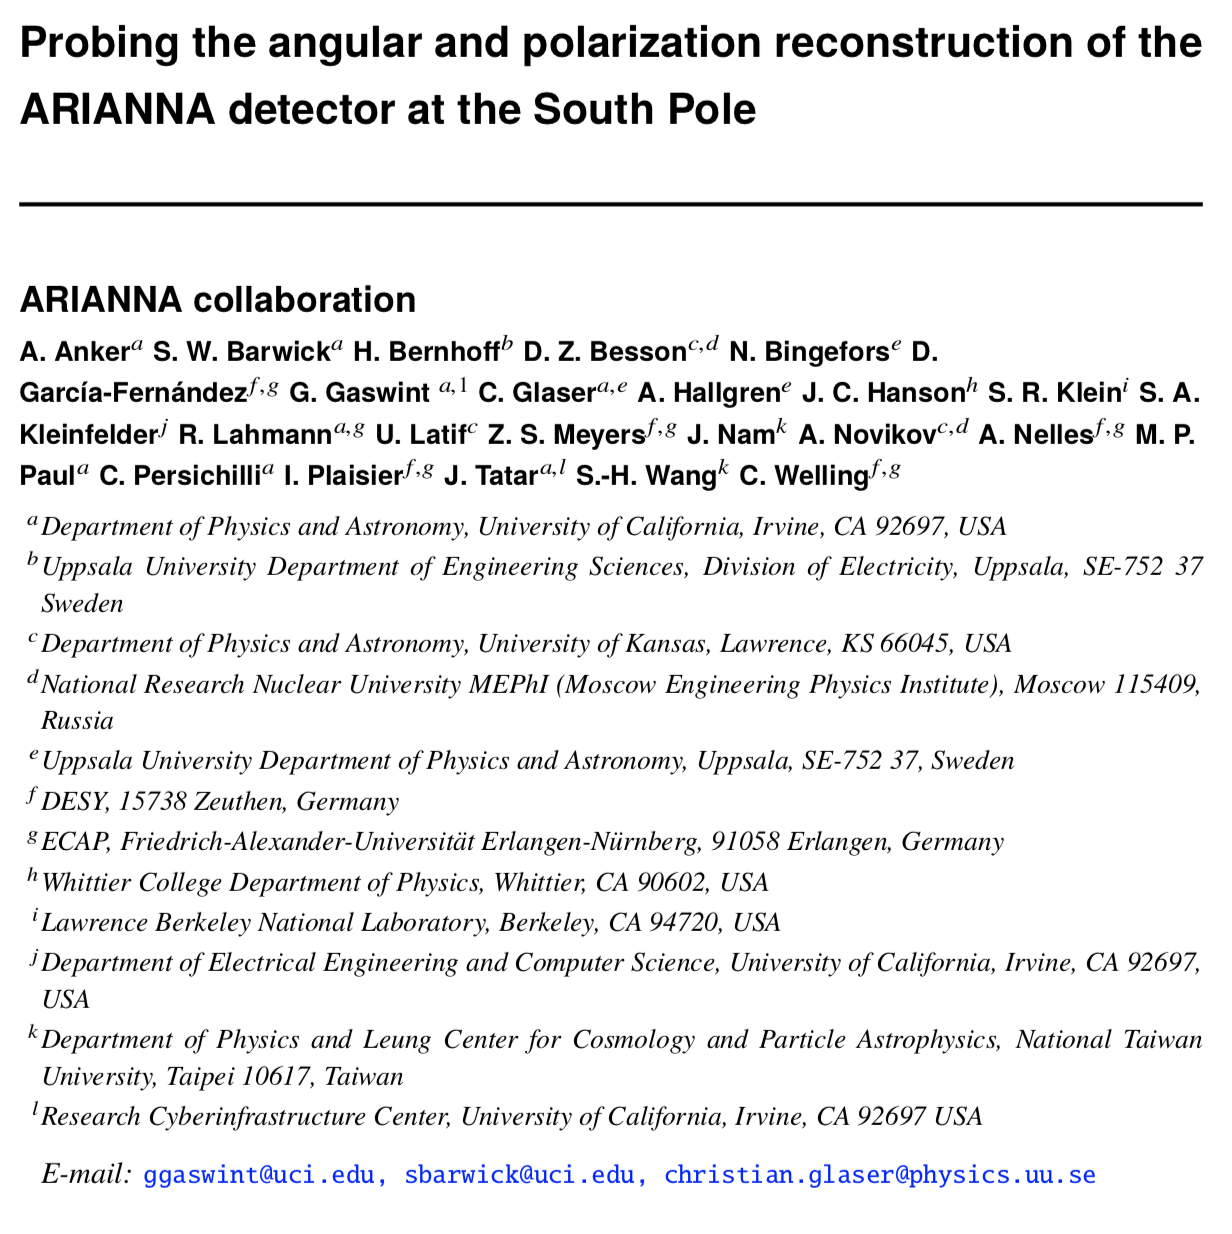 Probing the angular and polarization reconstruction of the
ARIANNA detector at the South Pole
ARIANNA collaboration
A. Anker^a S. W. Barwick^a H. Bernhoff^b D. Z. Besson^c,d N. Bingefors^e D.
García-Fernández^f,g G. Gaswint ^a,1 C. Glaser^a,e A. Hallgren^e J. C. Hanson^h S. R. Klein^i S. A.
Kleinfelder^j R. Lahmann^a,g U. Latif^c Z. S. Meyers^f,g J. Nam^k A. Novikov^c,d A. Nelles^f,g M. P.
Paul^a C. Persichilli^a I. Plaisier^f,g J. Tatar^a,l S.-H. Wang^k C. Welling^f,g
^a Department of Physics and Astronomy, University of California, Irvine, CA 92697, USA
^b Uppsala University Department of Engineering Sciences, Division of Electricity, Uppsala, SE-752 37
Sweden
^c Department of Physics and Astronomy, University of Kansas, Lawrence, KS 66045, USA
^d National Research Nuclear University MEPhI (Moscow Engineering Physics Institute), Moscow 115409,
Russia
^e Uppsala University Department of Physics and Astronomy, Uppsala, SE-752 37, Sweden
^f DESY, 15738 Zeuthen, Germany
^g ECAP, Friedrich-Alexander-Universität Erlangen-Nürnberg, 91058 Erlangen, Germany
^h Whittier College Department of Physics, Whittier, CA 90602, USA
^i Lawrence Berkeley National Laboratory, Berkeley, CA 94720, USA
^j Department of Electrical Engineering and Computer Science, University of California, Irvine, CA 92697,
USA
^k Department of Physics and Leung Center for Cosmology and Particle Astrophysics, National Taiwan
University, Taipei 10617, Taiwan
^l Research Cyberinfrastructure Center, University of California, Irvine, CA 92697 USA
E-mail: ggaswint@uci.edu, sbarwick@uci.edu, christian.glaser@physics.uu.se